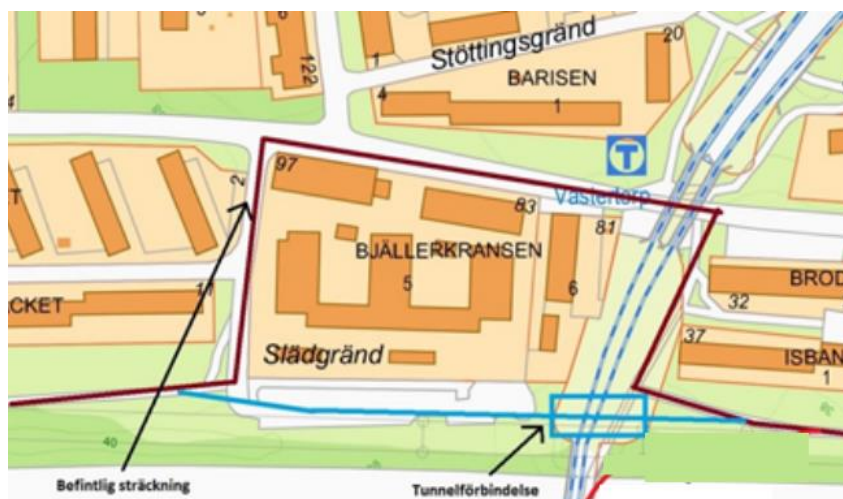 122
1
Stöttingsgränd
20
4
BARISEN
1
T
97
2
Västertorp
83
81
BJÄLLERKRANSEN
5
6
BROD
CKET
32
37
Slädgränd
ISBAN
1
40
Befintlig sträckning
Tunnelförbindelse